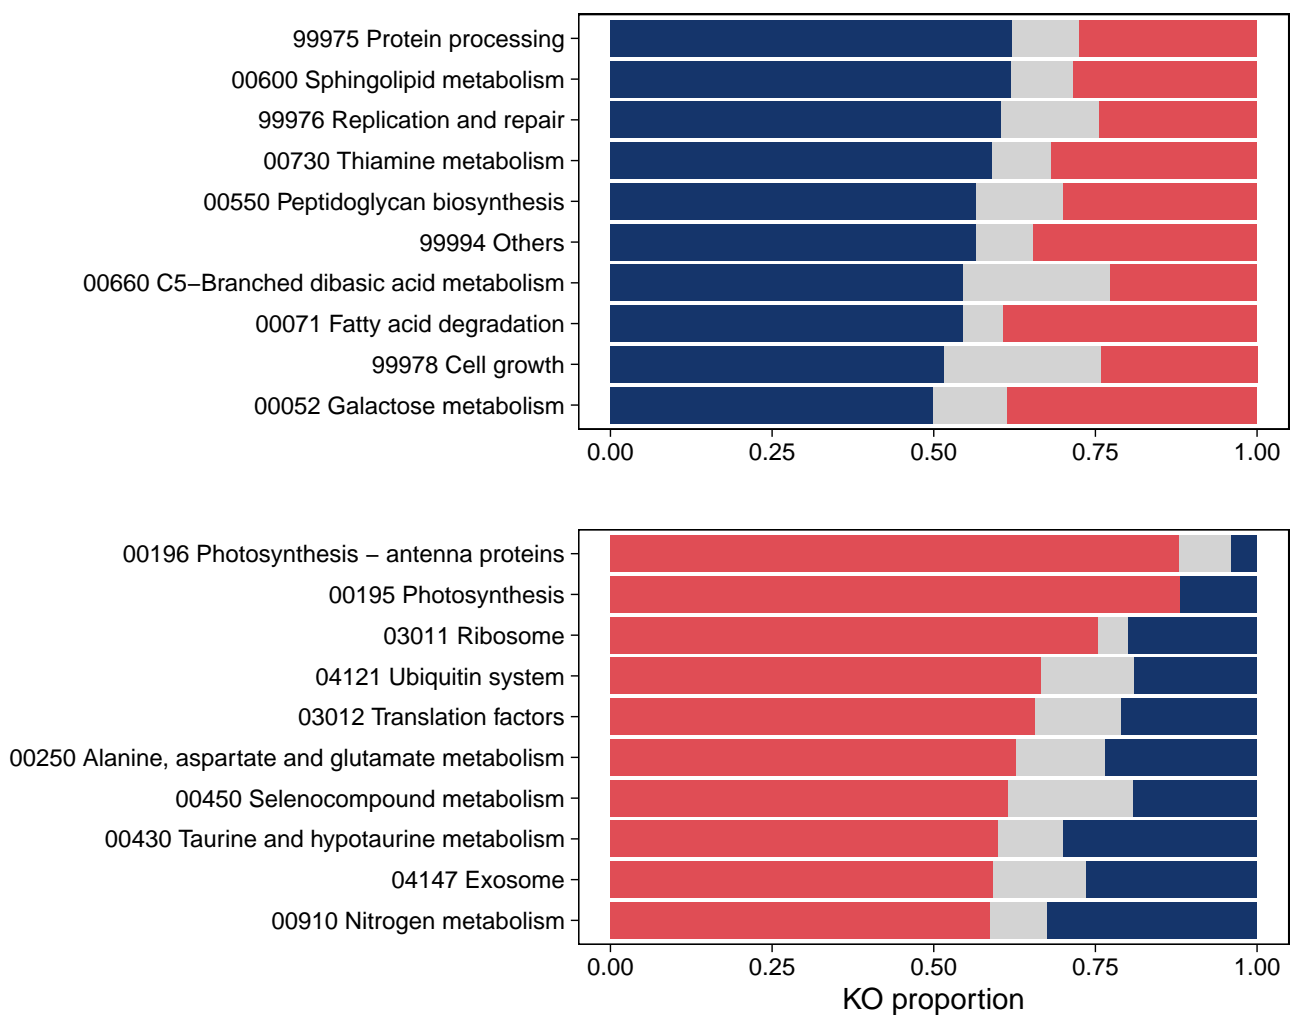 99975 Protein processing
00600 Sphingolipid metabolism
99976 Replication and repair
00730 Thiamine metabolism
00550 Peptidoglycan biosynthesis
99994 Others
00660 C5−Branched dibasic acid metabolism
00071 Fatty acid degradation
99978 Cell growth
00052 Galactose metabolism
0.00 0.25 0.50 0.75 1.00
00196 Photosynthesis − antenna proteins
00195 Photosynthesis
03011 Ribosome
04121 Ubiquitin system
03012 Translation factors
00250 Alanine, aspartate and glutamate metabolism
00450 Selenocompound metabolism
00430 Taurine and hypotaurine metabolism
04147 Exosome
00910 Nitrogen metabolism
0.00 0.25 0.50 0.75 1.00
KO proportion